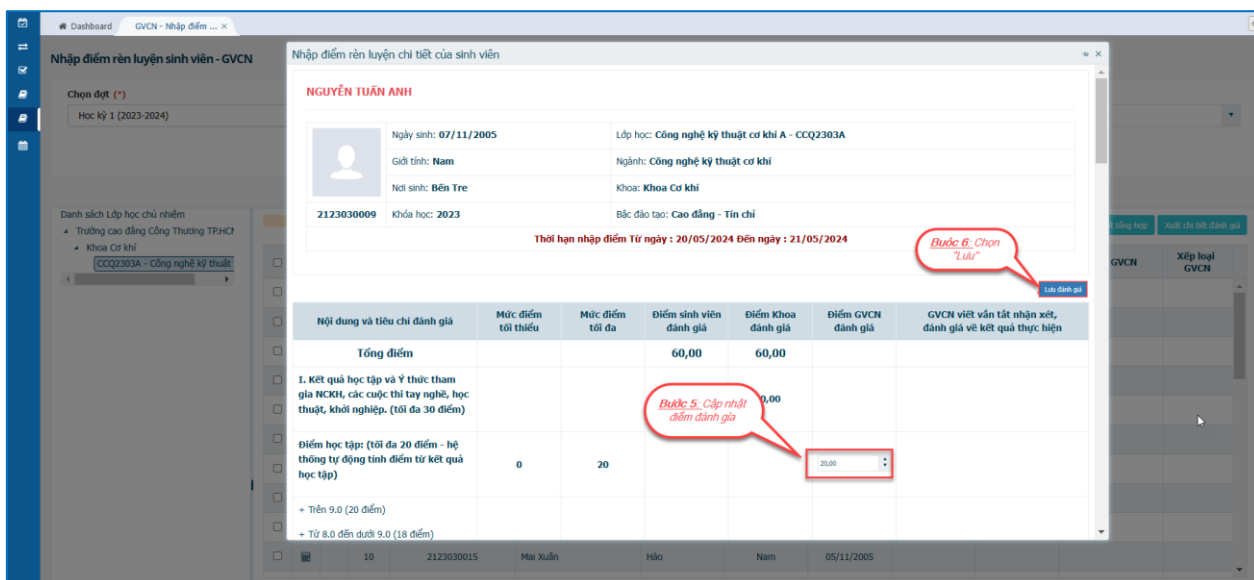 Dashboard
GVCN - Nhập điểm ... ×
Nhập điểm rèn luyện sinh viên - GVCN
Chọn đợt (*)
Học kỳ 1 (2023-2024)
Danh sách Lớp học chủ nhiệm
Trường cao đẳng Công Thương TP.HCM
Khoa Cơ khí
CCQ2303A - Công nghệ kỹ thuật
Nhập điểm rèn luyện chi tiết của sinh viên
NGUYỄN TUẤN ANH
Ngày sinh: 07/11/2005
Lớp học: Công nghệ kỹ thuật cơ khí A - CCQ2303A
Giới tính: Nam
Ngành: Công nghệ kỹ thuật cơ khí
Nơi sinh: Bến Tre
Khoa: Khoa Cơ khí
2123030009
Khóa học: 2023
Bậc đào tạo: Cao đẳng - Tín chỉ
Thời hạn nhập điểm Từ ngày : 20/05/2024 Đến ngày : 21/05/2024
Bước 6: Chọn
"Lưu"
Lưu đánh giá
tổng hợp
Xuất chi tiết đánh giá
GVCN
Xếp loại
GVCN
Nội dung và tiêu chí đánh giá
Mức điểm
tối thiểu
Mức điểm
tối đa
Điểm sinh viên
đánh giá
Điểm Khoa
đánh giá
Điểm GVCN
đánh giá
GVCN viết vắn tắt nhận xét,
đánh giá về kết quả thực hiện
Tổng điểm
60,00
60,00
I. Kết quả học tập và Ý thức tham
gia NCKH, các cuộc thi tay nghề, học
thuật, khởi nghiệp. (tối đa 30 điểm)
0,00
Bước 5: Cập nhật
điểm đánh gía
Điểm học tập: (tối đa 20 điểm - hệ
thống tự động tính điểm từ kết quả
học tập)
0
20
20,00
+ Trên 9.0 (20 điểm)
+ Từ 8.0 đến dưới 9.0 (18 điểm)
10
2123030015
Mai Xuân
Hào
Nam
05/11/2005